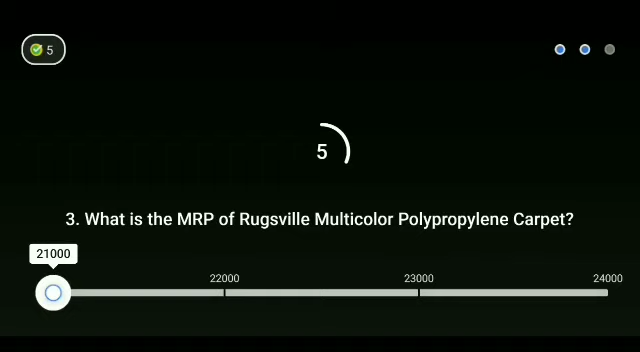 5
5
3. What is the MRP of Rugsville Multicolor Polypropylene Carpet?
21000
22000 23000 24000